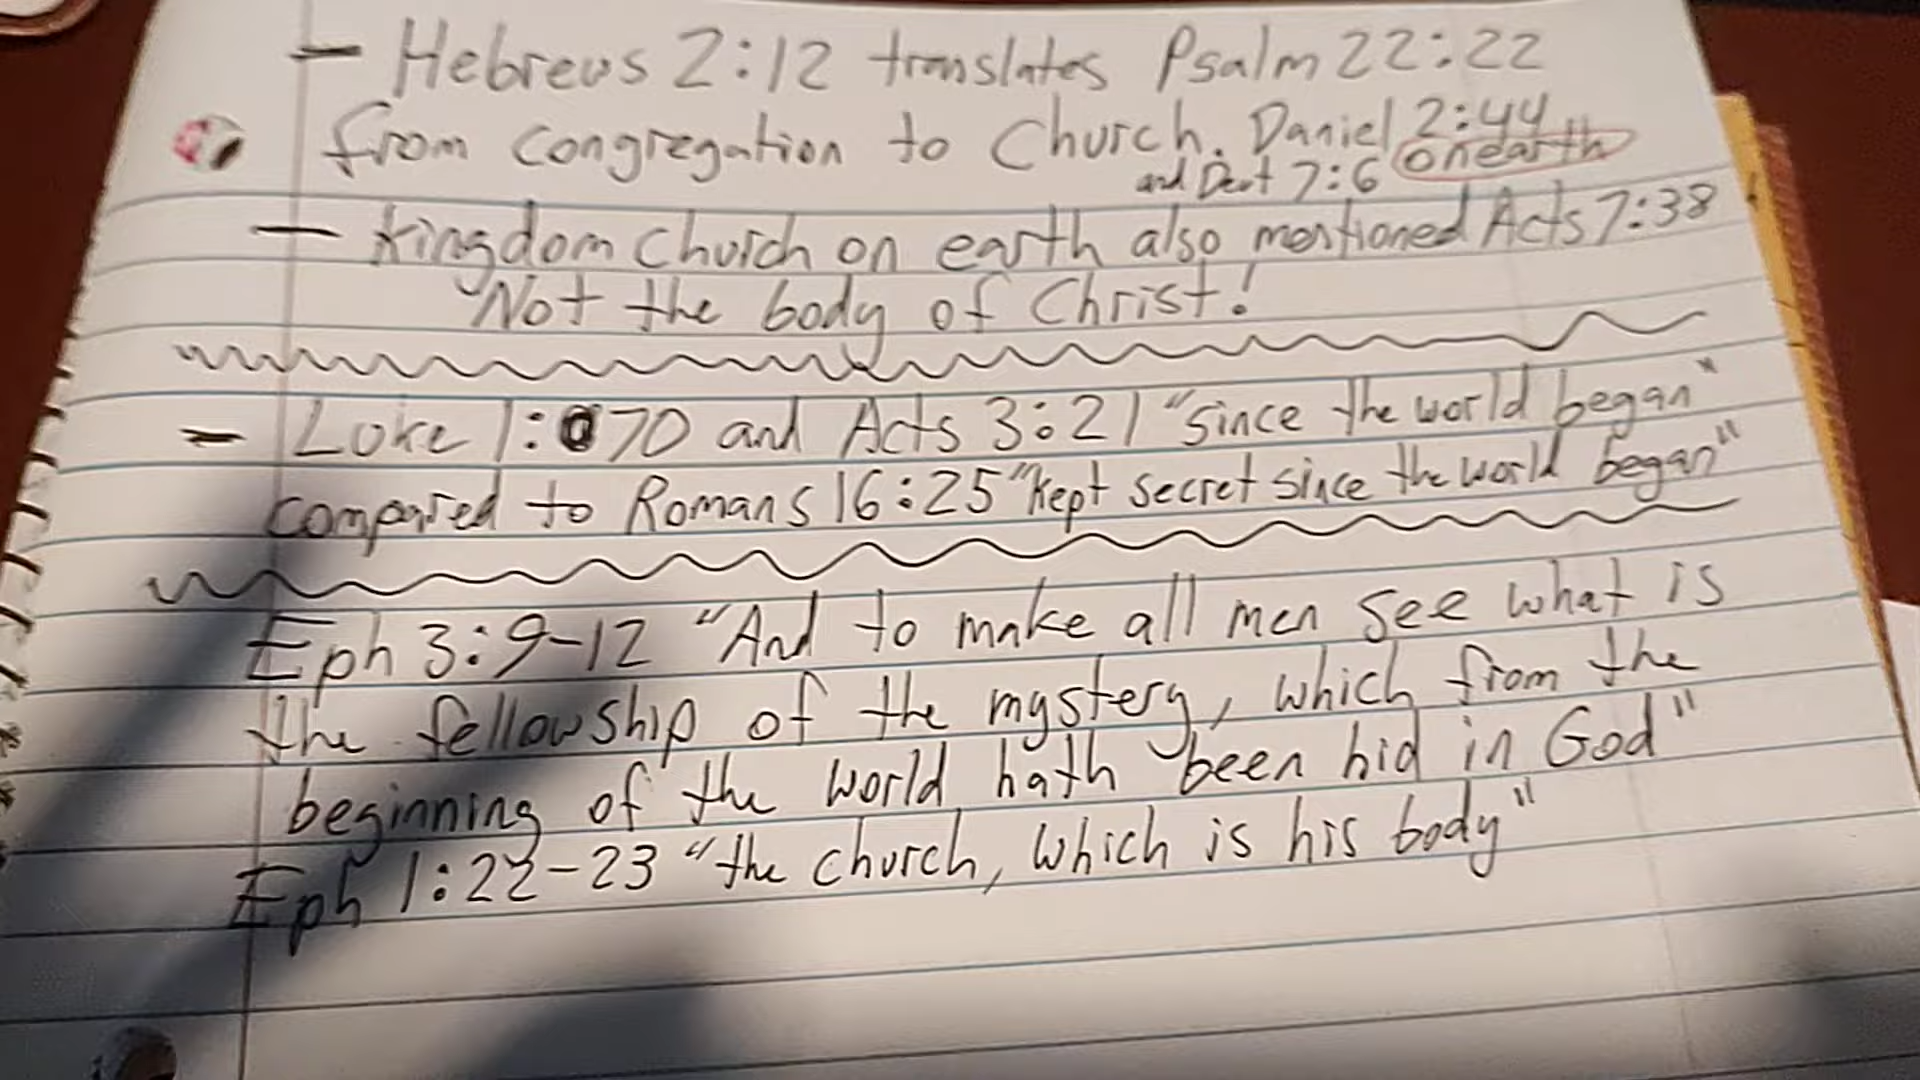 - Hebrews 2:12 translates Psalm 22:22
from congregation to Church. Daniel 2:44
and Deut 7:6 on earth
- Kingdom Church on earth also mentioned Acts 7:38
Not the body of Christ!
- Luke 1:70 and Acts 3:21 "since the world began"
compared to Romans 16:25 "kept secret since the world began"
Eph 3:9-12 "And to make all men see what is
the fellowship of the mystery, which from the
beginning of the world hath been hid in God"
Eph 1:22-23 "the church, which is his body"